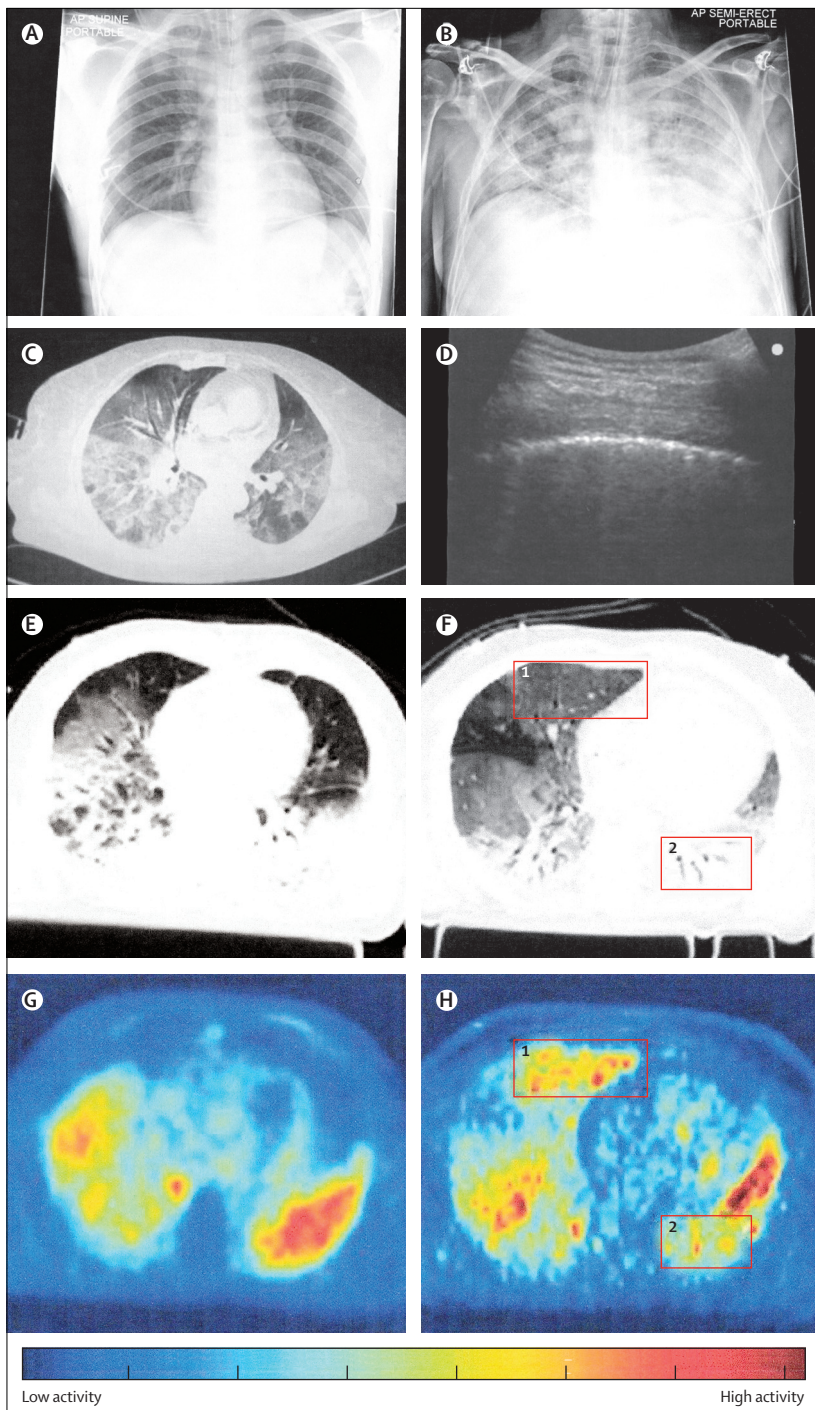 A
AP SUPINE
PORTABLE
B
AP SEMI-ERECT
PORTABLE
C
D
E
F
1
2
G
H
1
2
Low activity
High activity